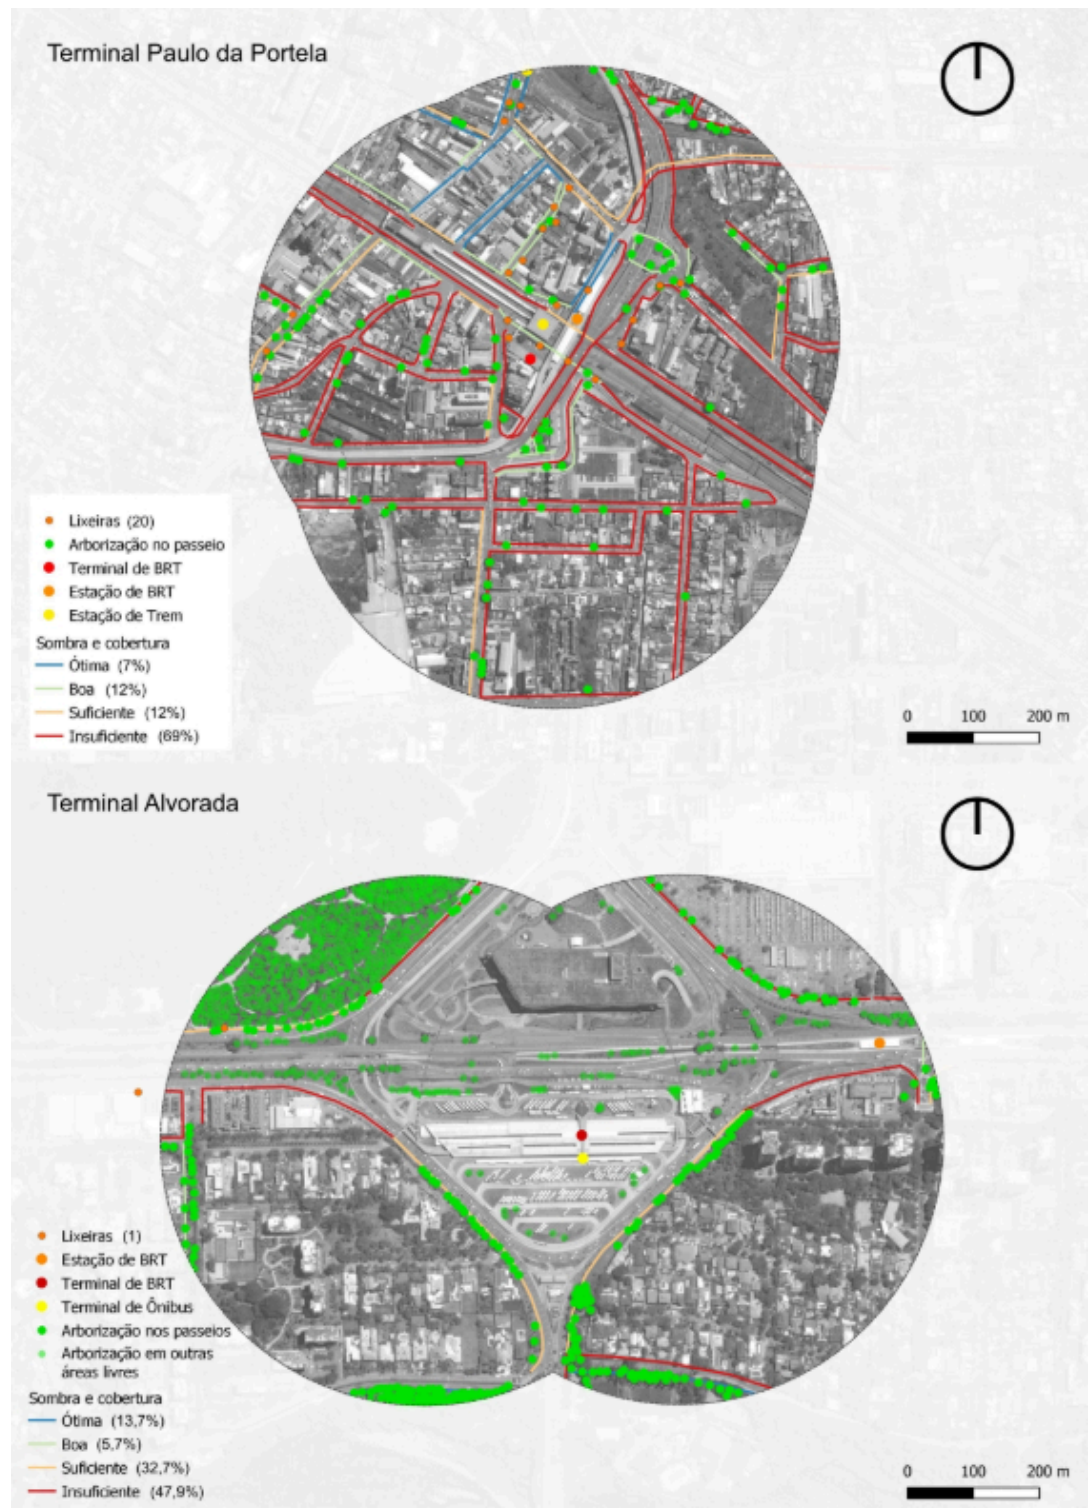 Terminal Paulo da Portela
Lixeiras (20)
Arborização no passeio
Terminal de BRT
Estação de BRT
Estação de Trem
Sombra e cobertura
Ótima (7%)
Boa (12%)
Suficiente (12%)
Insuficiente (69%)
0 100 200 m
Terminal Alvorada
Lixeiras (1)
Estação de BRT
Terminal de BRT
Terminal de Ônibus
Arborização nos passeios
Arborização em outras
áreas livres
Sombra e cobertura
Ótima (13,7%)
Boa (5,7%)
Suficiente (32,7%)
Insuficiente (47,9%)
0 100 200 m